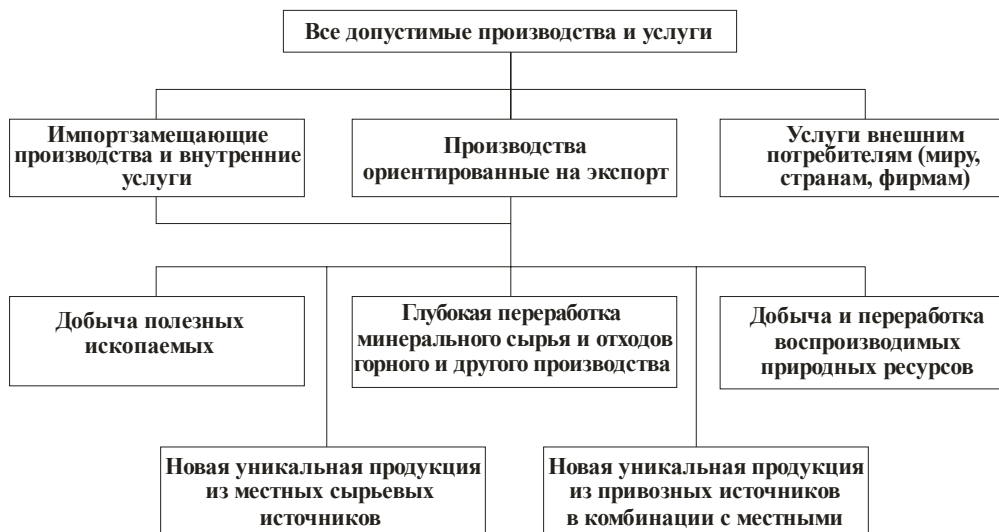 Все допустимые производства и услуги
Импортзамещающие
производства и внутренние
услуги
Производства
ориентированные на экспорт
Услуги внешним
потребителям (миру,
странам, фирмам)
Добыча полезных
ископаемых
Глубокая переработка
минерального сырья и отходов
горного и другого производства
Добыча и переработка
воспроизводимых
природных ресурсов
Новая уникальная продукция
из местных сырьевых
источников
Новая уникальная продукция
из привозных источников
в комбинации с местными